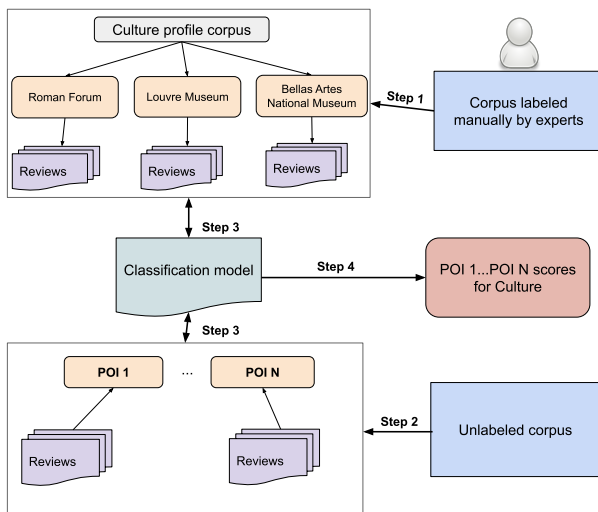 Culture profile corpus
Roman Forum
Louvre Museum
Bellas Artes
National Museum
Reviews
Reviews
Reviews
Step 1
Corpus labeled
manually by experts
Step 3
Classification model
Step 4
POI 1...POI N scores
for Culture
Step 3
POI 1
...
POI N
Reviews
Reviews
Step 2
Unlabeled corpus